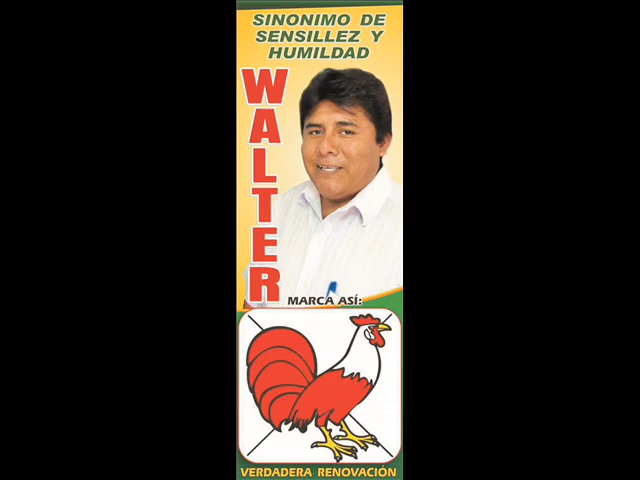 SINONIMO DE
SENSILLEZ Y
HUMILDAD
WALTER
MARCA ASÍ:
VERDADERA RENOVACIÓN